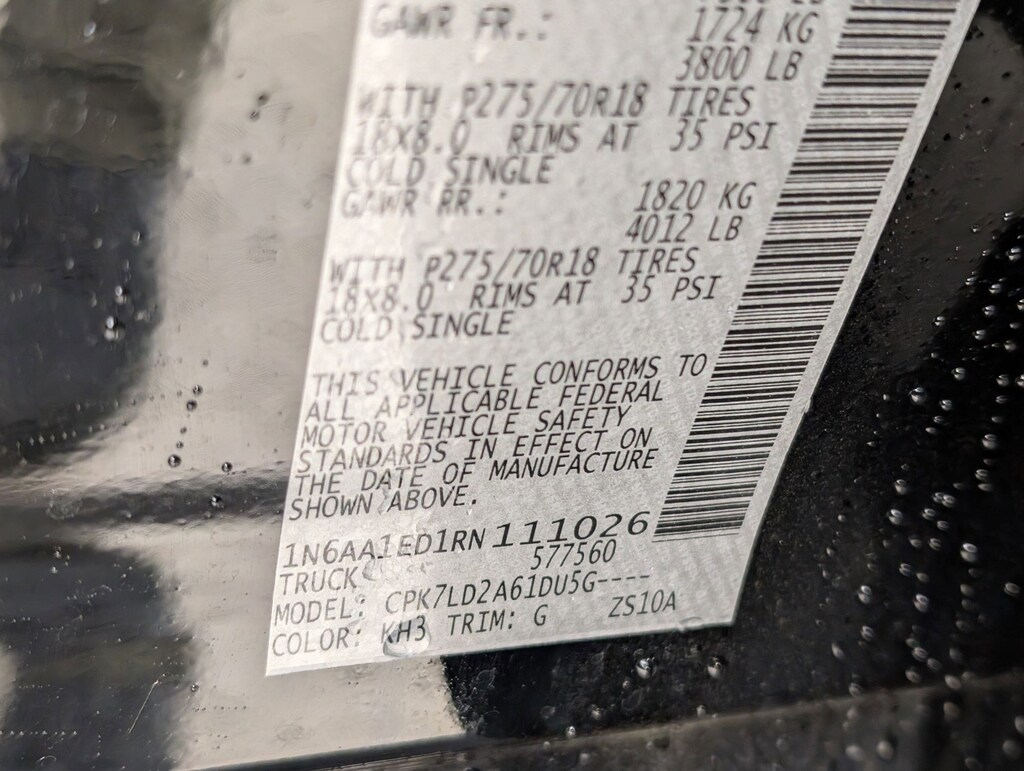 GAWR FR.: 1724 KG
3800 LB
WITH P275/70R18 TIRES
18X8.0 RIMS AT 35 PSI
COLD SINGLE
GAWR RR.: 1820 KG
4012 LB
WITH P275/70R18 TIRES
18X8.0 RIMS AT 35 PSI
COLD SINGLE
THIS VEHICLE CONFORMS TO
ALL APPLICABLE FEDERAL
MOTOR VEHICLE SAFETY
STANDARDS IN EFFECT ON
THE DATE OF MANUFACTURE
SHOWN ABOVE.
1N6AA1ED1RN111026
TRUCK 577560
MODEL: CPK7LD2A61DU5G----
COLOR: KH3 TRIM: G ZS10A